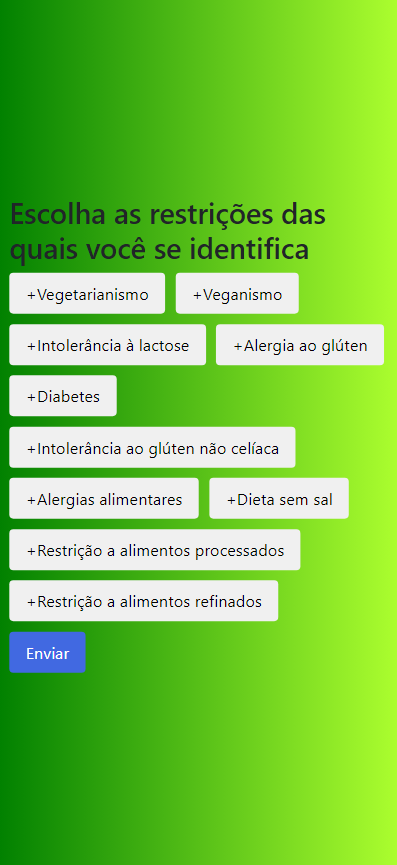 Escolha as restrições das
quais você se identifica
+Vegetarianismo +Veganismo
+Intolerância à lactose +Alergia ao glúten
+Diabetes
+Intolerância ao glúten não celíaca
+Alergias alimentares +Dieta sem sal
+Restrição a alimentos processados
+Restrição a alimentos refinados
Enviar